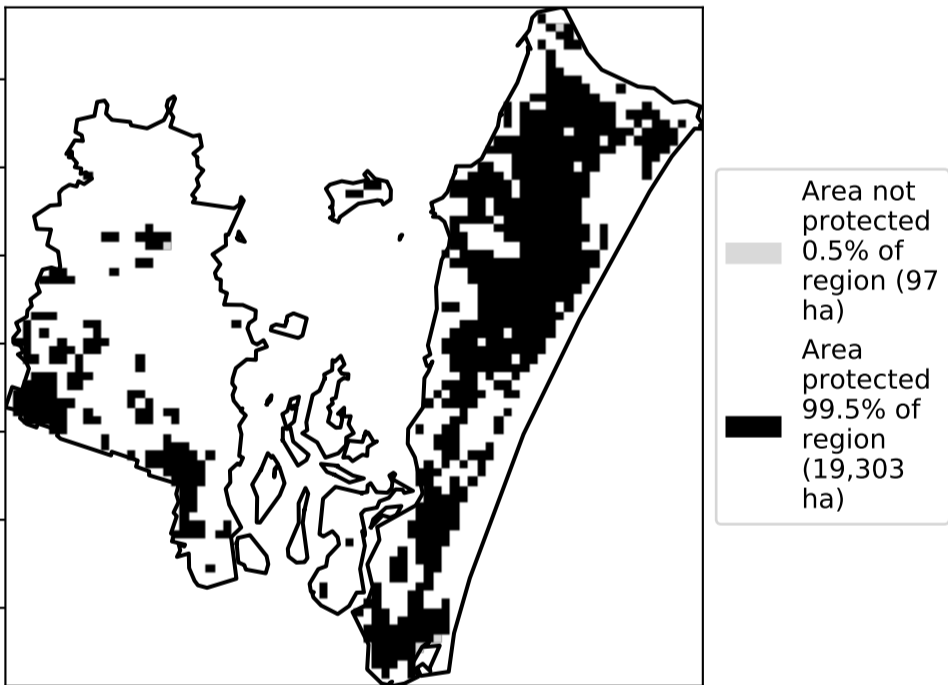 Area not
protected
0.5% of
region (97
ha)
Area
protected
99.5% of
region
(19,303
ha)